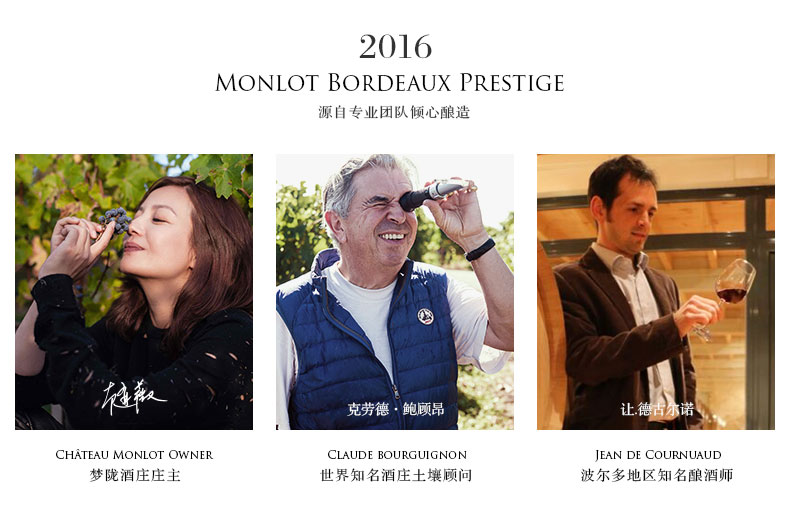 2016
MONLOT BORDEAUX PRESTIGE
源自专业团队倾心酿造
克劳德·鲍顾昂
让.德古尔诺
CHÂTEAU MONLOT OWNER
梦陇酒庄庄主
CLAUDE BOURGUIGNON
世界知名酒庄土壤顾问
JEAN DE COURNUAUD
波尔多地区知名酿酒师